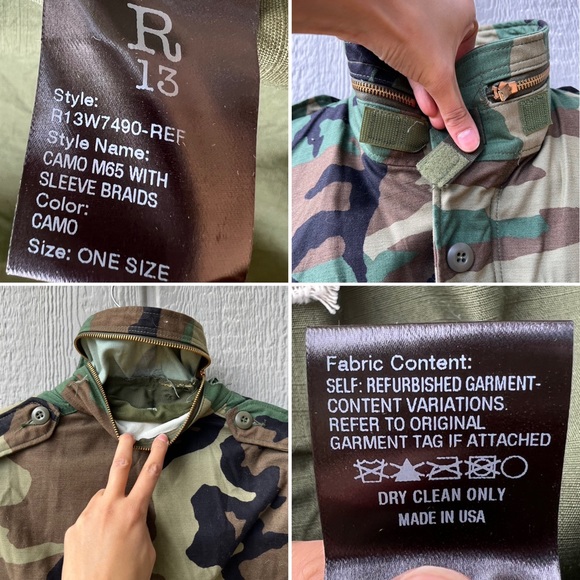 R
13
Style:
R13W7490-REF
Style Name:
CAMO M65 WITH
SLEEVE BRAIDS
Color:
CAMO
Size: ONE SIZE
Fabric Content:
SELF: REFURBISHED GARMENT-
CONTENT VARIATIONS.
REFER TO ORIGINAL
GARMENT TAG IF ATTACHED
DRY CLEAN ONLY
MADE IN USA